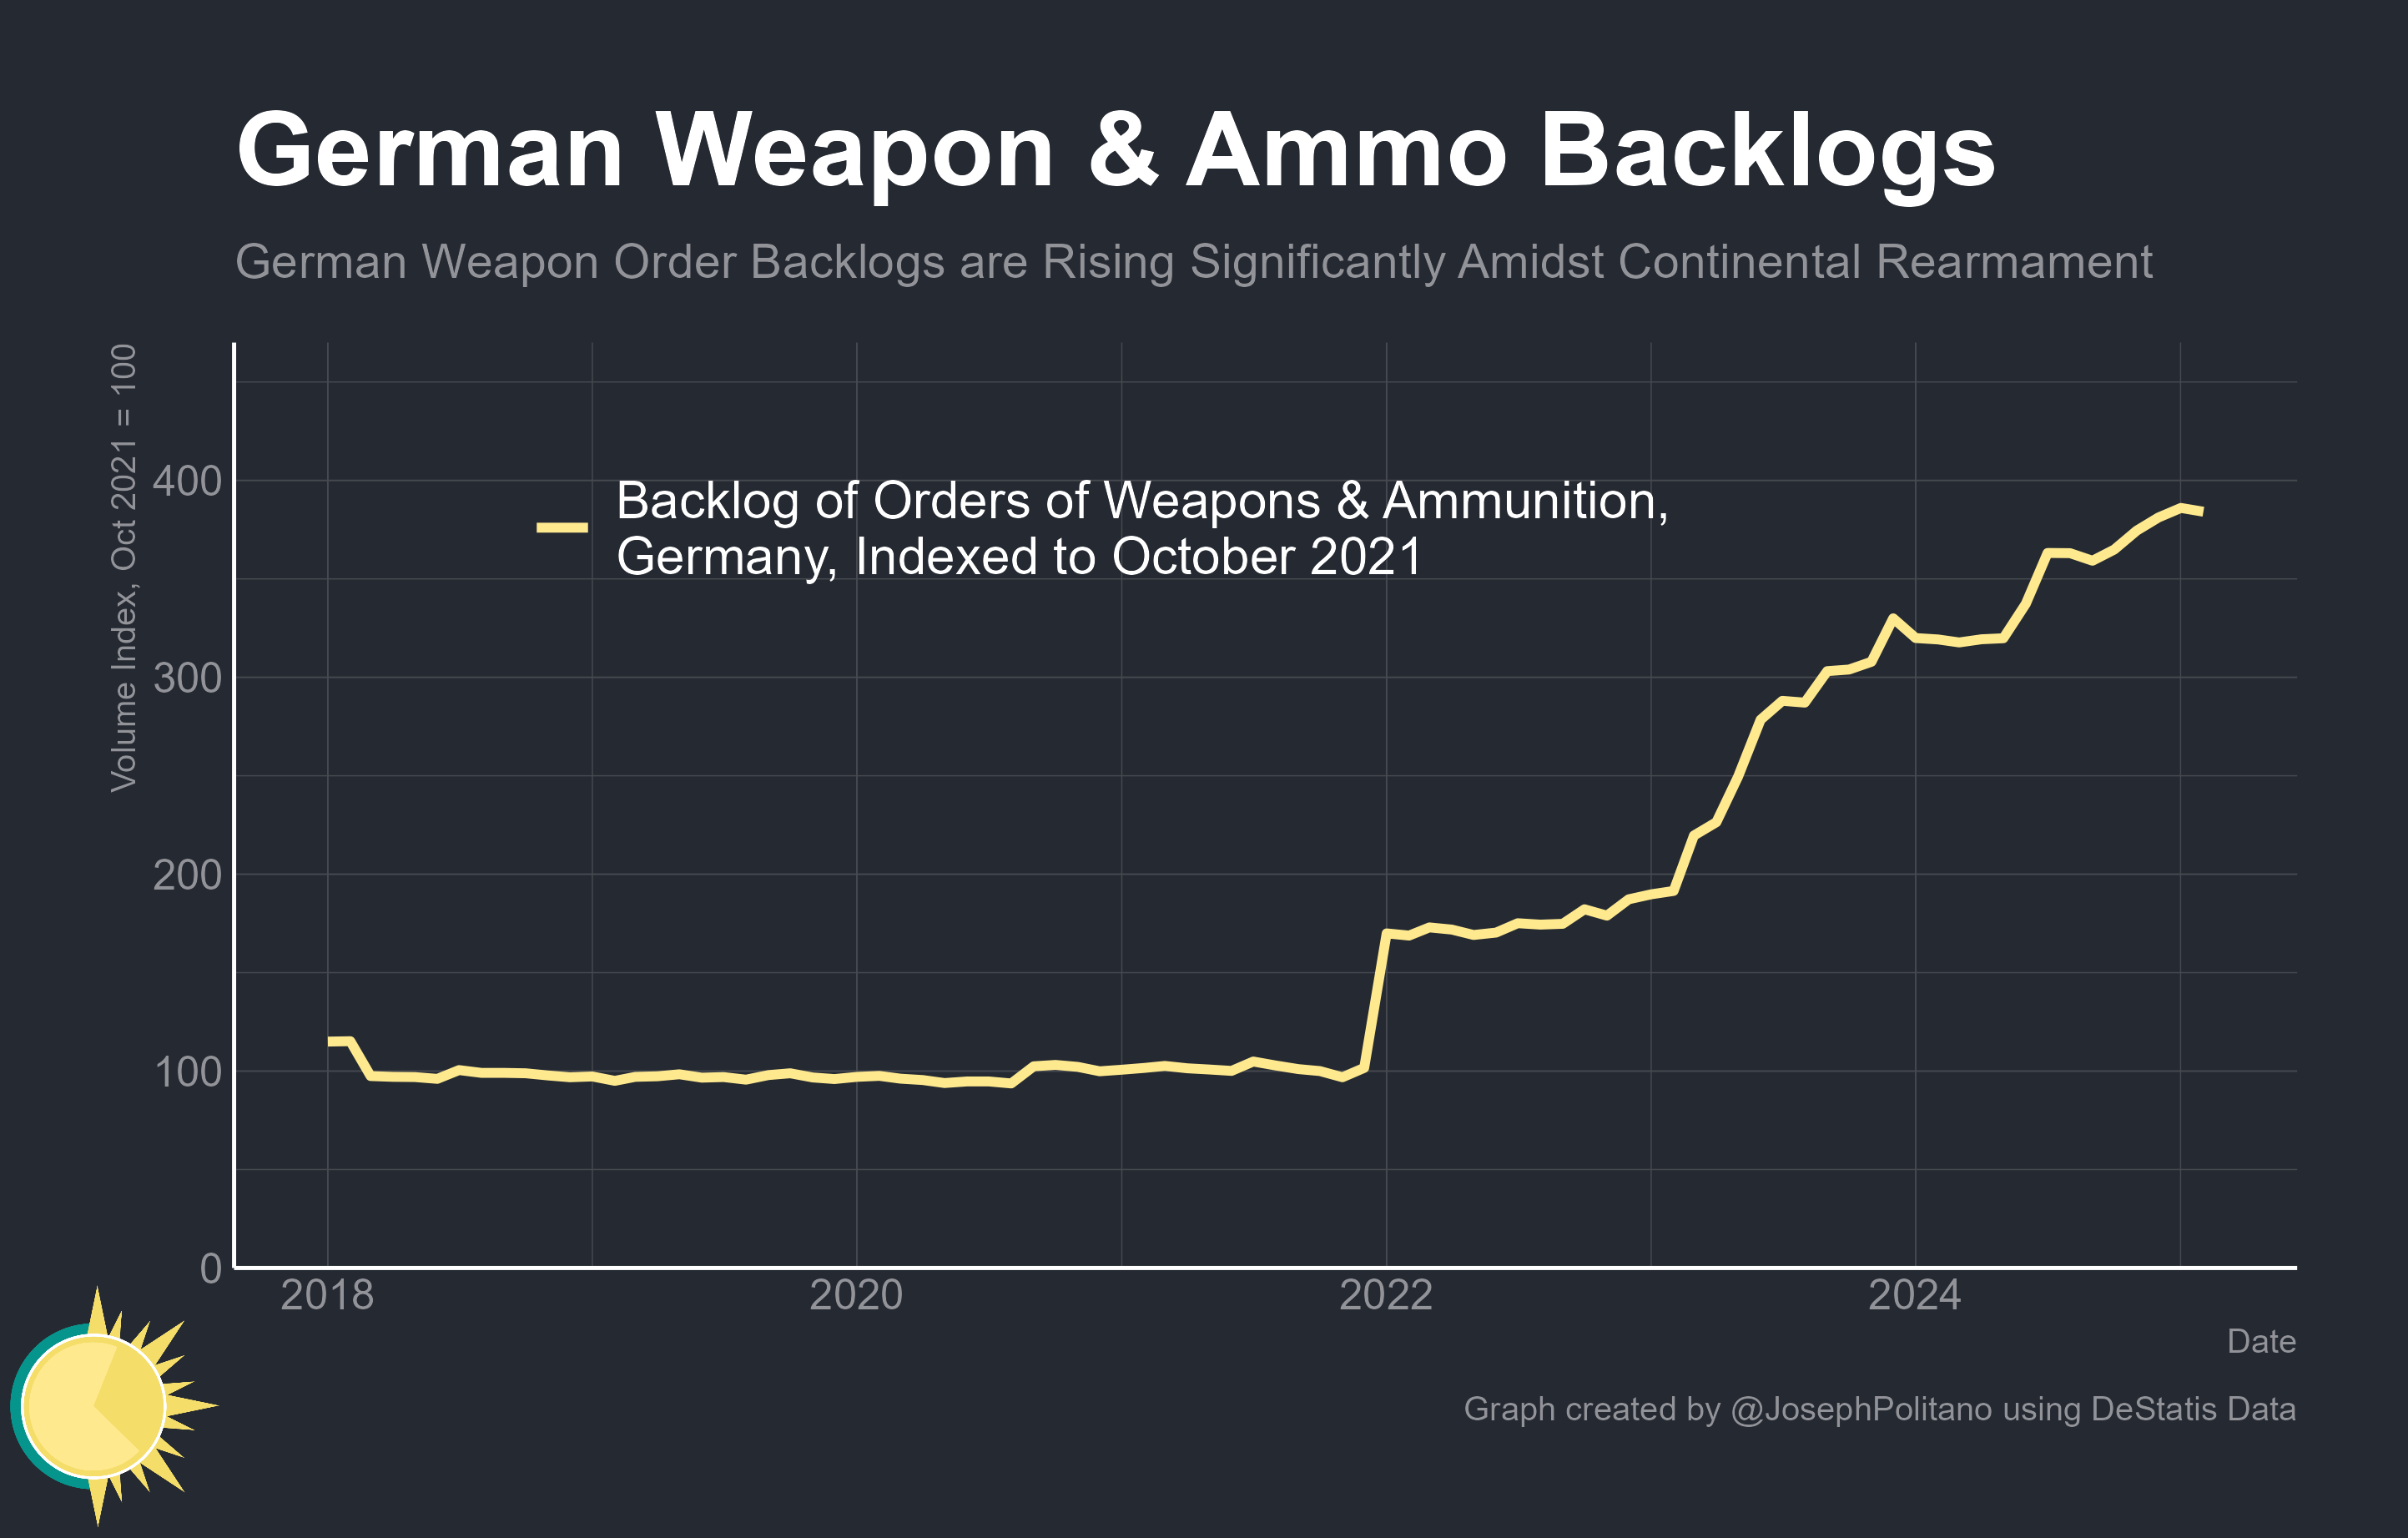 German Weapon & Ammo Backlogs
German Weapon Order Backlogs are Rising Significantly Amidst Continental Rearmament
Volume Index, Oct 2021 = 100
400
300
200
100
0
Backlog of Orders of Weapons & Ammunition,
Germany, Indexed to October 2021
2018
2020
2022
2024
Date
Graph created by @JosephPolitano using DeStatis Data